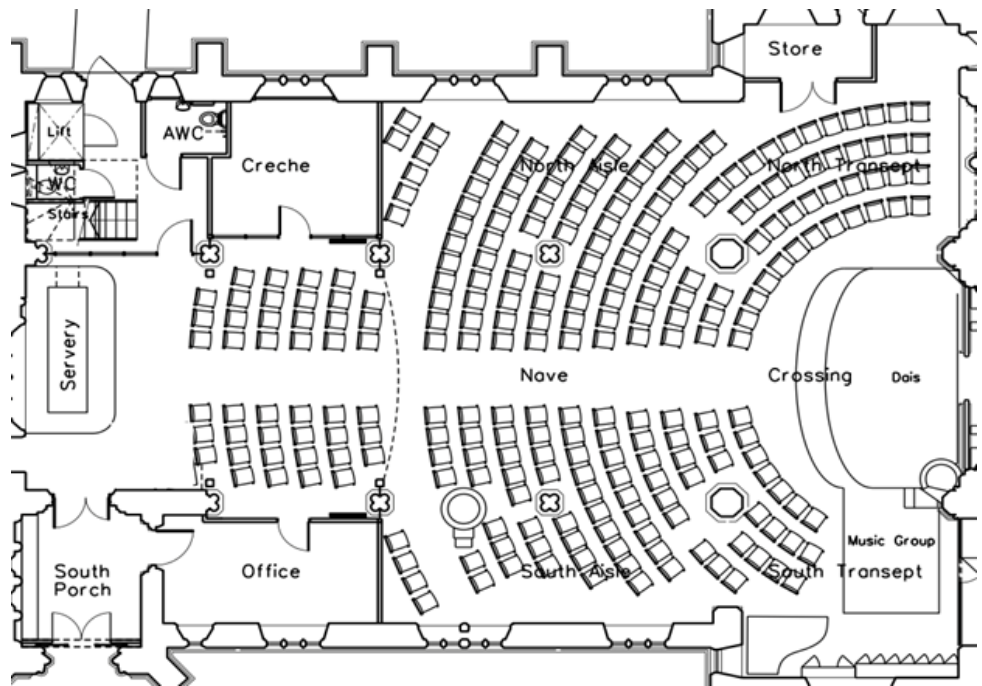 Store
Lift
AWC
Creche
North Aisle
North Transept
WC
Stairs
Servery
Nave
Crossing
Dais
South
Porch
Office
South Aisle
South Transept
Music Group